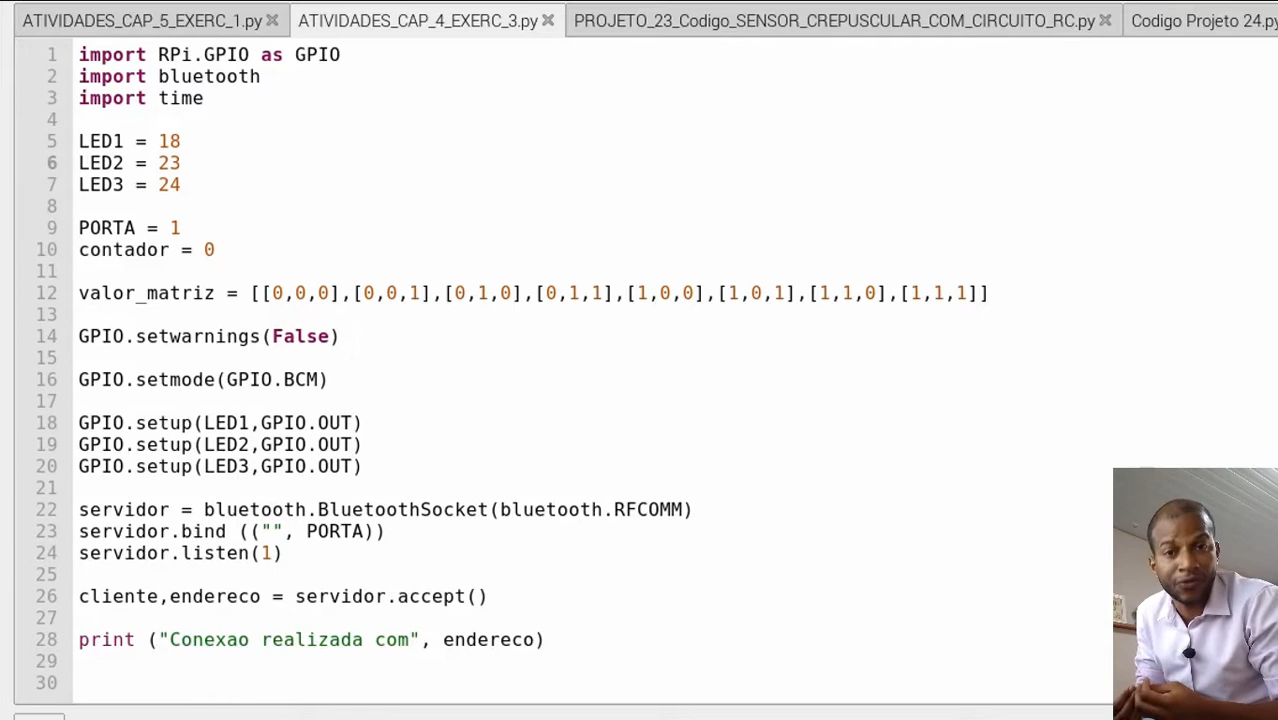 ATIVIDADES_CAP_5_EXERC_1.py ATIVIDADES_CAP_4_EXERC_3.py PROJETO_23_Codigo_SENSOR_CREPUSCULAR_COM_CIRCUITO_RC.py Codigo Projeto 24.py
1 import RPi.GPIO as GPIO
2 import bluetooth
3 import time
4
5 LED1 = 18
6 LED2 = 23
7 LED3 = 24
8
9 PORTA = 1
10 contador = 0
11
12 valor_matriz = [[0,0,0],[0,0,1],[0,1,0],[0,1,1],[1,0,0],[1,0,1],[1,1,0],[1,1,1]]
13
14 GPIO.setwarnings(False)
15
16 GPIO.setmode(GPIO.BCM)
17
18 GPIO.setup(LED1,GPIO.OUT)
19 GPIO.setup(LED2,GPIO.OUT)
20 GPIO.setup(LED3,GPIO.OUT)
21
22 servidor = bluetooth.BluetoothSocket(bluetooth.RFCOMM)
23 servidor.bind (("", PORTA))
24 servidor.listen(1)
25
26 cliente,endereco = servidor.accept()
27
28 print ("Conexao realizada com", endereco)
29
30